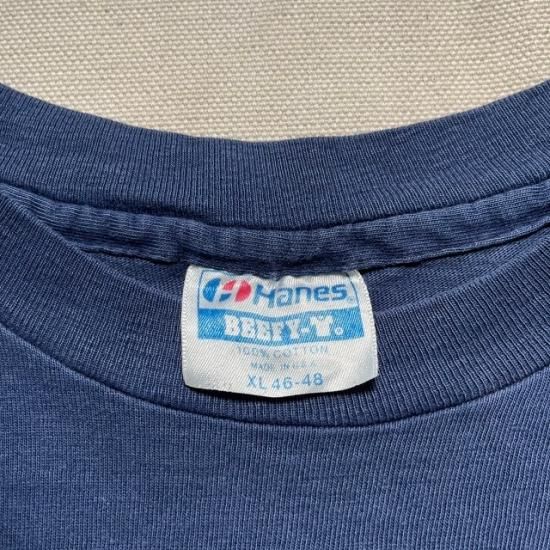 Hanes®
BEEFY-T®
100% COTTON
MADE IN U.S.A.
XL 46-48